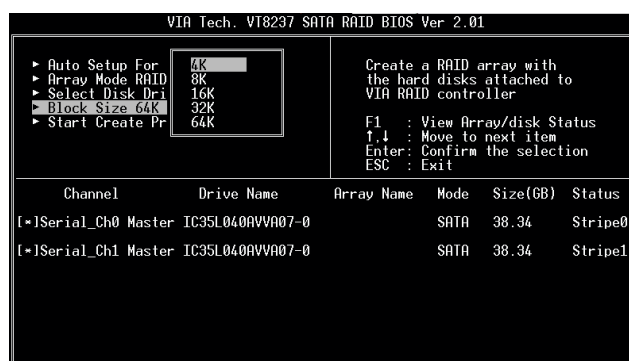 VIA Tech. VT8237 SATA RAID BIOS Ver 2.01
► Auto Setup For
► Array Mode RAID
► Select Disk Dri
► Block Size 64K
► Start Create Pr
4K
8K
16K
32K
64K
Create a RAID array with
the hard disks attached to
VIA RAID controller
F1 : View Array/disk Status
↑,↓ : Move to next item
Enter: Confirm the selection
ESC : Exit
Channel Drive Name Array Name Mode Size(GB) Status
[*]Serial_Ch0 Master IC35L040AVVA07-0 SATA 38.34 Stripe0
[*]Serial_Ch1 Master IC35L040AVVA07-0 SATA 38.34 Stripe1